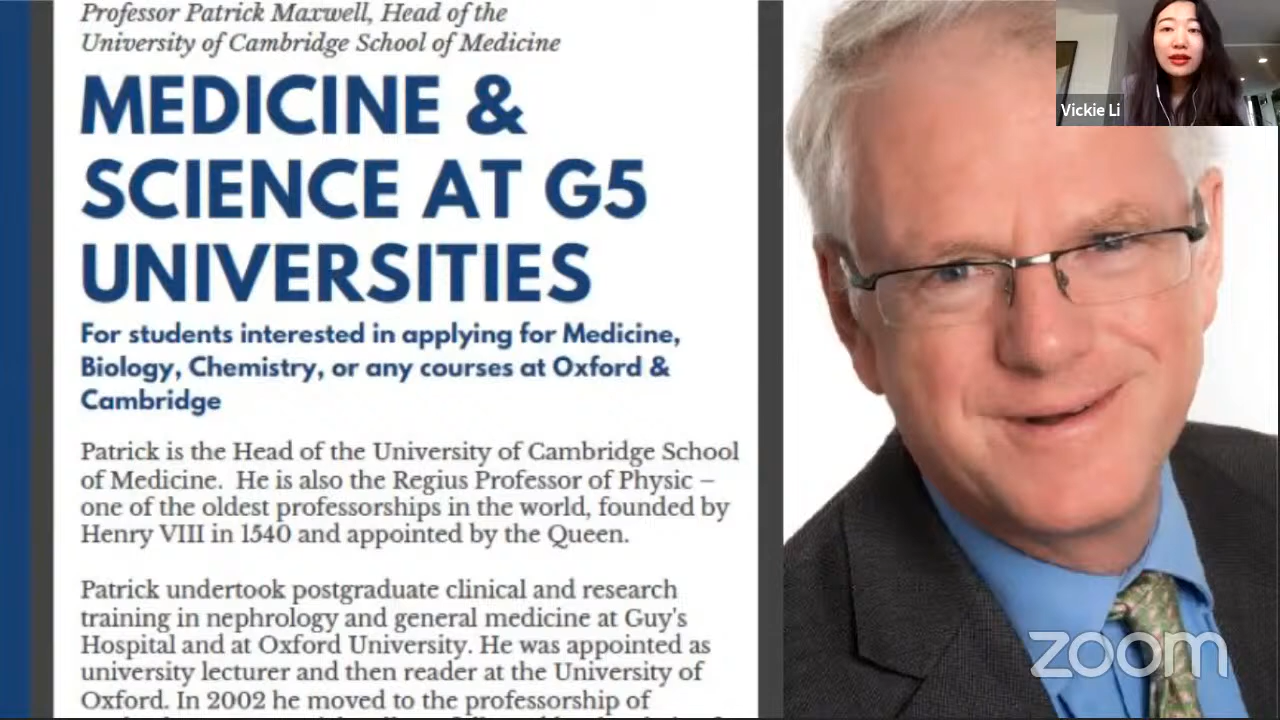 Professor Patrick Maxwell, Head of the
University of Cambridge School of Medicine
MEDICINE &
SCIENCE AT G5
UNIVERSITIES
For students interested in applying for Medicine,
Biology, Chemistry, or any courses at Oxford &
Cambridge
Patrick is the Head of the University of Cambridge School
of Medicine. He is also the Regius Professor of Physic –
one of the oldest professorships in the world, founded by
Henry VIII in 1540 and appointed by the Queen.
Patrick undertook postgraduate clinical and research
training in nephrology and general medicine at Guy's
Hospital and at Oxford University. He was appointed as
university lecturer and then reader at the University of
Oxford. In 2002 he moved to the professorship of
Vickie Li
zoom